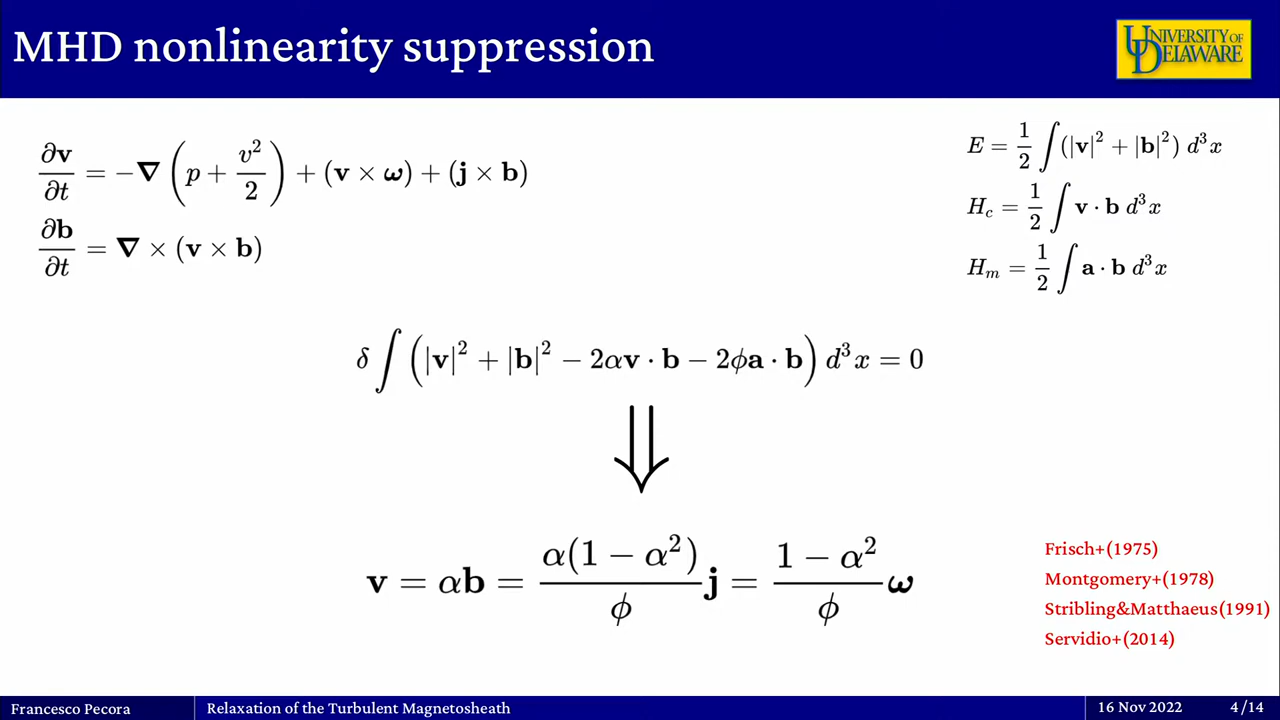 MHD nonlinearity suppression
UNIVERSITY OF
DELAWARE
∂v/∂t = −∇(p + v²/2) + (v × ω) + (j × b)
∂b/∂t = ∇ × (v × b)
E = 1/2 ∫(|v|² + |b|²) d³x
H_c = 1/2 ∫ v · b d³x
H_m = 1/2 ∫ a · b d³x
δ ∫ (|v|² + |b|² − 2αv · b − 2ϕa · b) d³x = 0
⇓
v = αb = α(1 − α²)/ϕ j = (1 − α²)/ϕ ω
Frisch+(1975)
Montgomery+(1978)
Stribling&Matthaeus(1991)
Servidio+(2014)
Francesco Pecora
Relaxation of the Turbulent Magnetosheath
16 Nov 2022
4/14